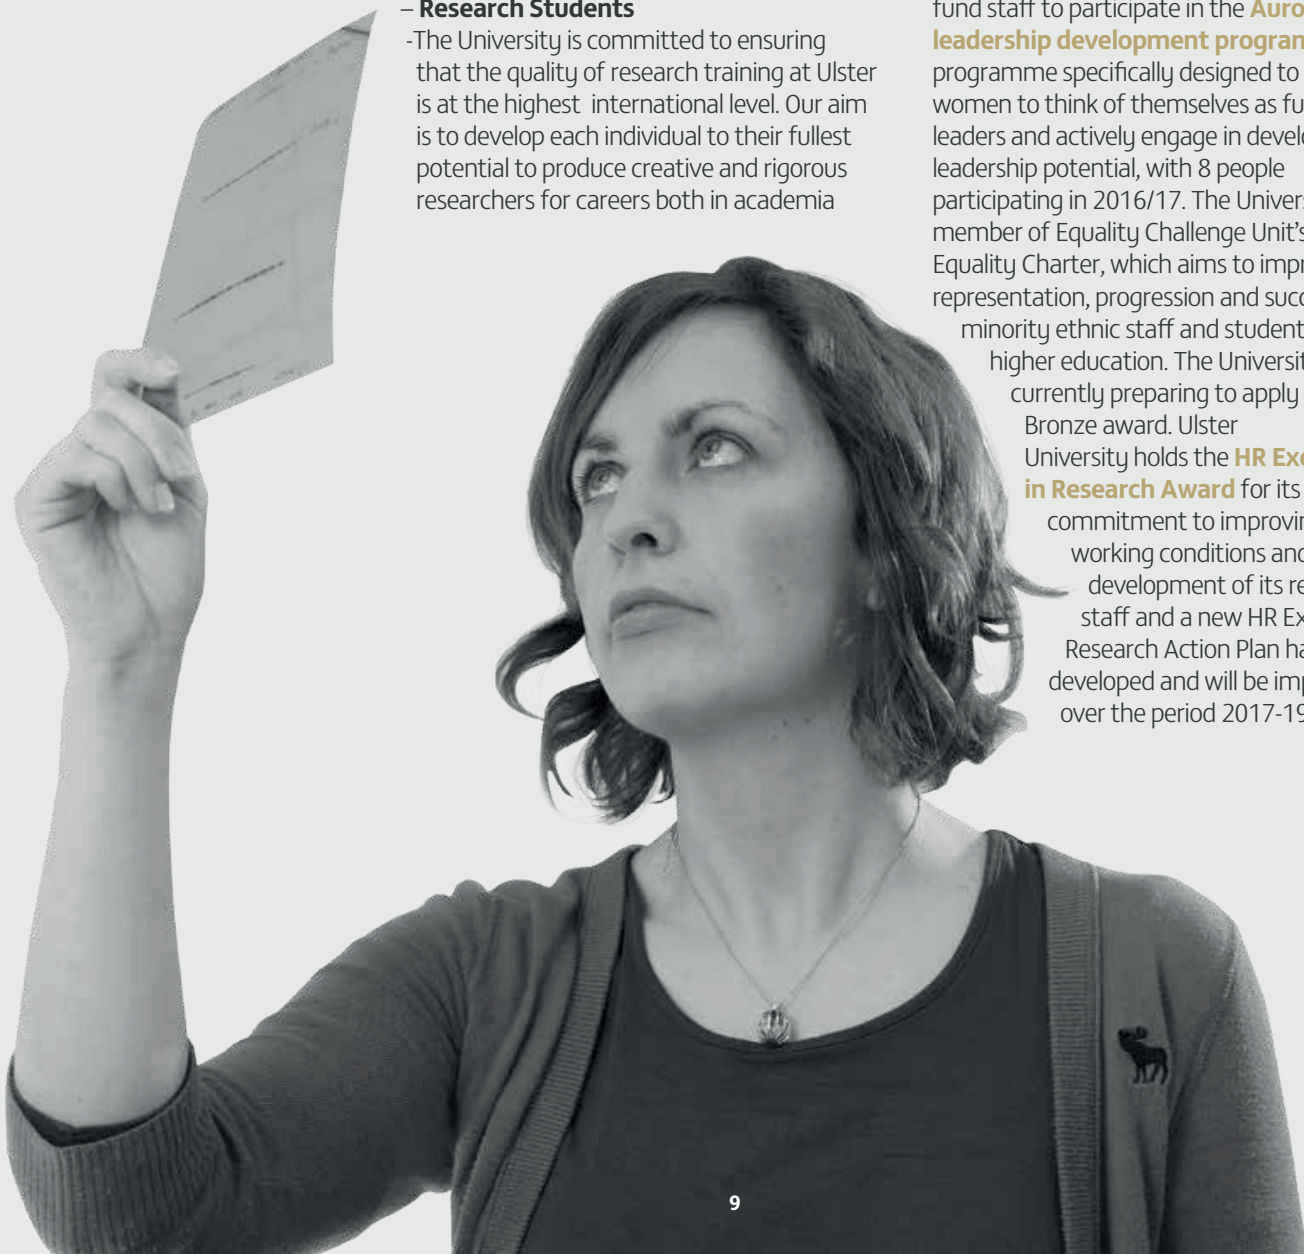 – Research Students
-The University is committed to ensuring
that the quality of research training at Ulster
is at the highest international level. Our aim
is to develop each individual to their fullest
potential to produce creative and rigorous
researchers for careers both in academia
fund staff to participate in the
leadership development
programme specifically designed to
women to think of themselves as
leaders and actively engage in
leadership potential, with 8 people
participating in 2016/17. The
member of Equality Challenge Unit’s
Equality Charter, which aims to
representation, progression and
minority ethnic staff and
higher education. The
currently preparing to apply
Bronze award. Ulster
University holds the HR
in Research Award for its
commitment to
working conditions
development of its
staff and a new HR
Research Action Plan
developed and will be
over the period
9